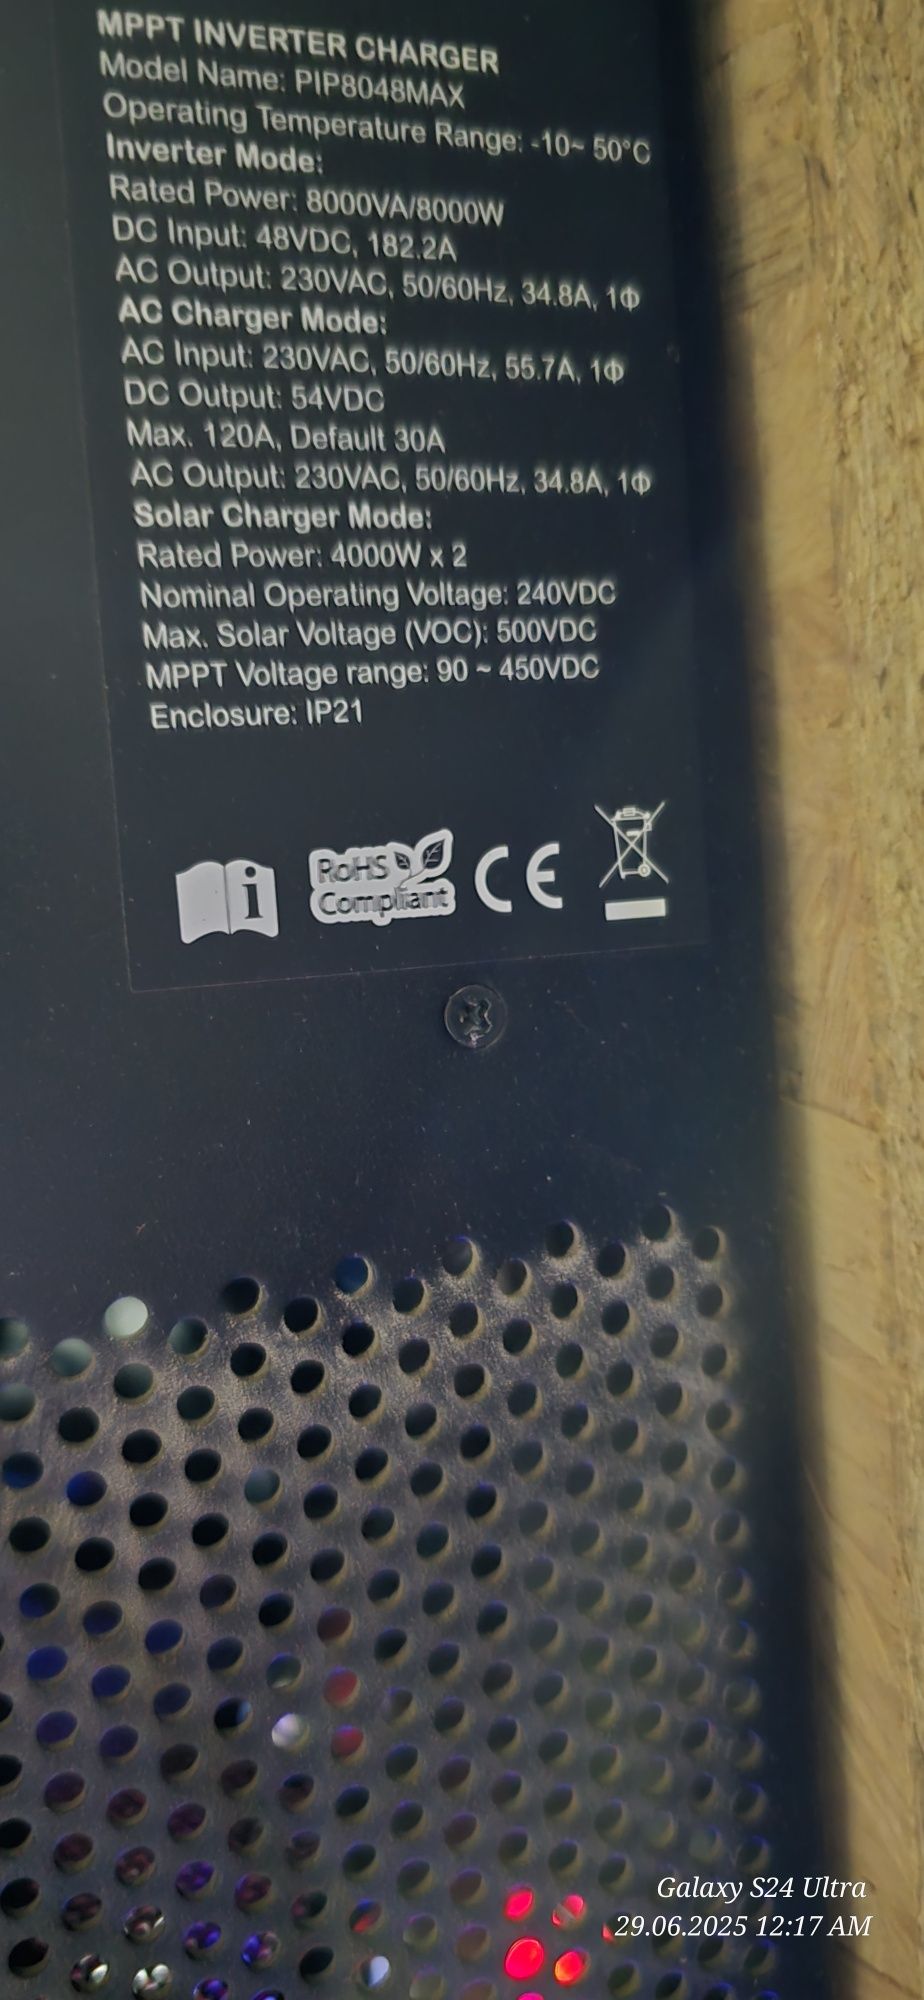 MPPT INVERTER CHARGER
Model Name: PIP8048MAX
Operating Temperature Range: -10~ 50°C
Inverter Mode:
Rated Power: 8000VA/8000W
DC Input: 48VDC, 182.2A
AC Output: 230VAC, 50/60Hz, 34.8A, 1Φ
AC Charger Mode:
AC Input: 230VAC, 50/60Hz, 55.7A, 1Φ
DC Output: 54VDC
Max. 120A, Default 30A
AC Output: 230VAC, 50/60Hz, 34.8A, 1Φ
Solar Charger Mode:
Rated Power: 4000W x 2
Nominal Operating Voltage: 240VDC
Max. Solar Voltage (VOC): 500VDC
MPPT Voltage range: 90 ~ 450VDC
Enclosure: IP21
i
RoHS
Compliant
CE
Galaxy S24 Ultra
29.06.2025 12:17 AM